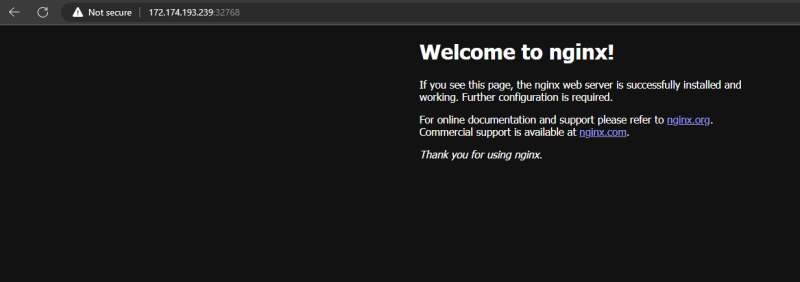 Not secure 172.174.193.239:32768
Welcome to nginx!
If you see this page, the nginx web server is successfully installed and
working. Further configuration is required.
For online documentation and support please refer to nginx.org.
Commercial support is available at nginx.com.
Thank you for using nginx.